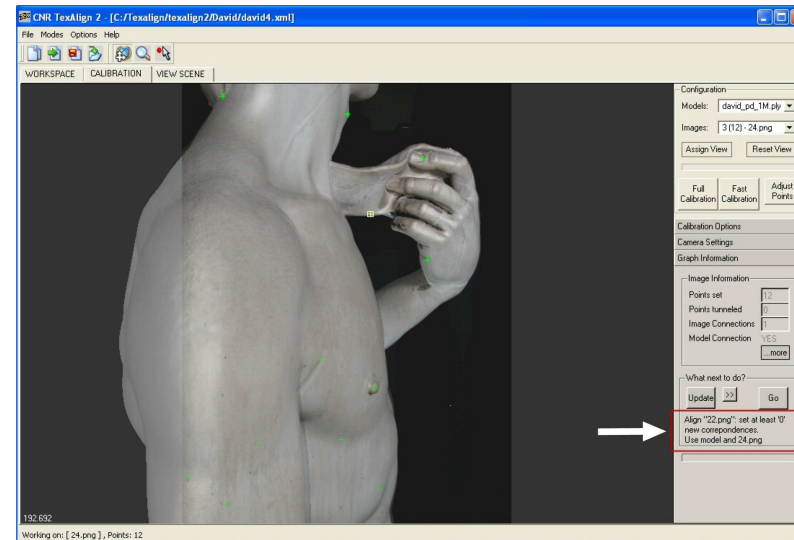 CNR TexAlign 2 - [C:/Texalign/texalign2/David/david4.xml]
File Modes Options Help
WORKSPACE CALIBRATION VIEW SCENE
Configuration
Models: david_pd_1M.ply
Images: 3 (12) - 24.png
Assign View Reset View
Full Calibration Fast Calibration Adjust Points
Calibration Options
Camera Settings
Graph Information
Image Information
Points set 12
Points tunneled 0
Image Connections 1
Model Connection YES
...more
What next to do?
Update >> Go
Align "22.png": set at least '0'
new correpondences.
Use model and 24.png
192.692
Working on: [ 24.png ] , Points: 12